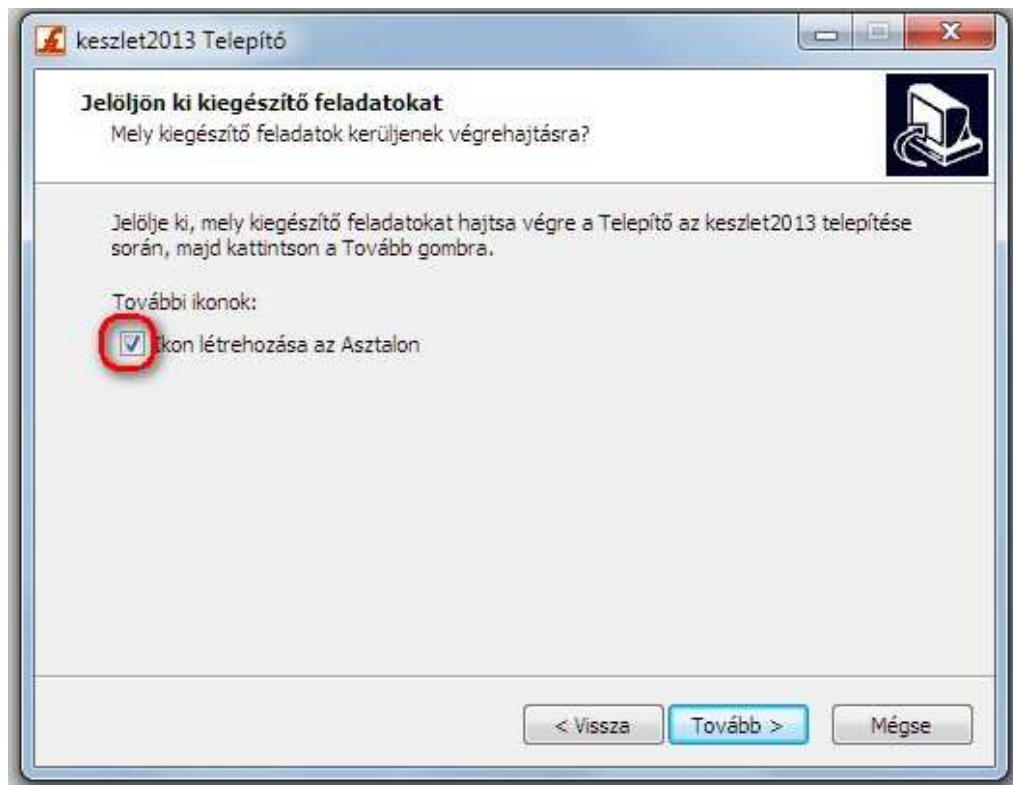 keszlet2013 Telepítő
Jelöljön ki kiegészítő feladatokat
Mely kiegészítő feladatok kerüljenek végrehajtásra?
Jelölje ki, mely kiegészítő feladatokat hajtsa végre a Telepítő az keszlet2013 telepítése
során, majd kattintson a Tovább gombra.
További ikonok:
Ikon létrehozása az Asztalon
< Vissza Tovább > Mégse